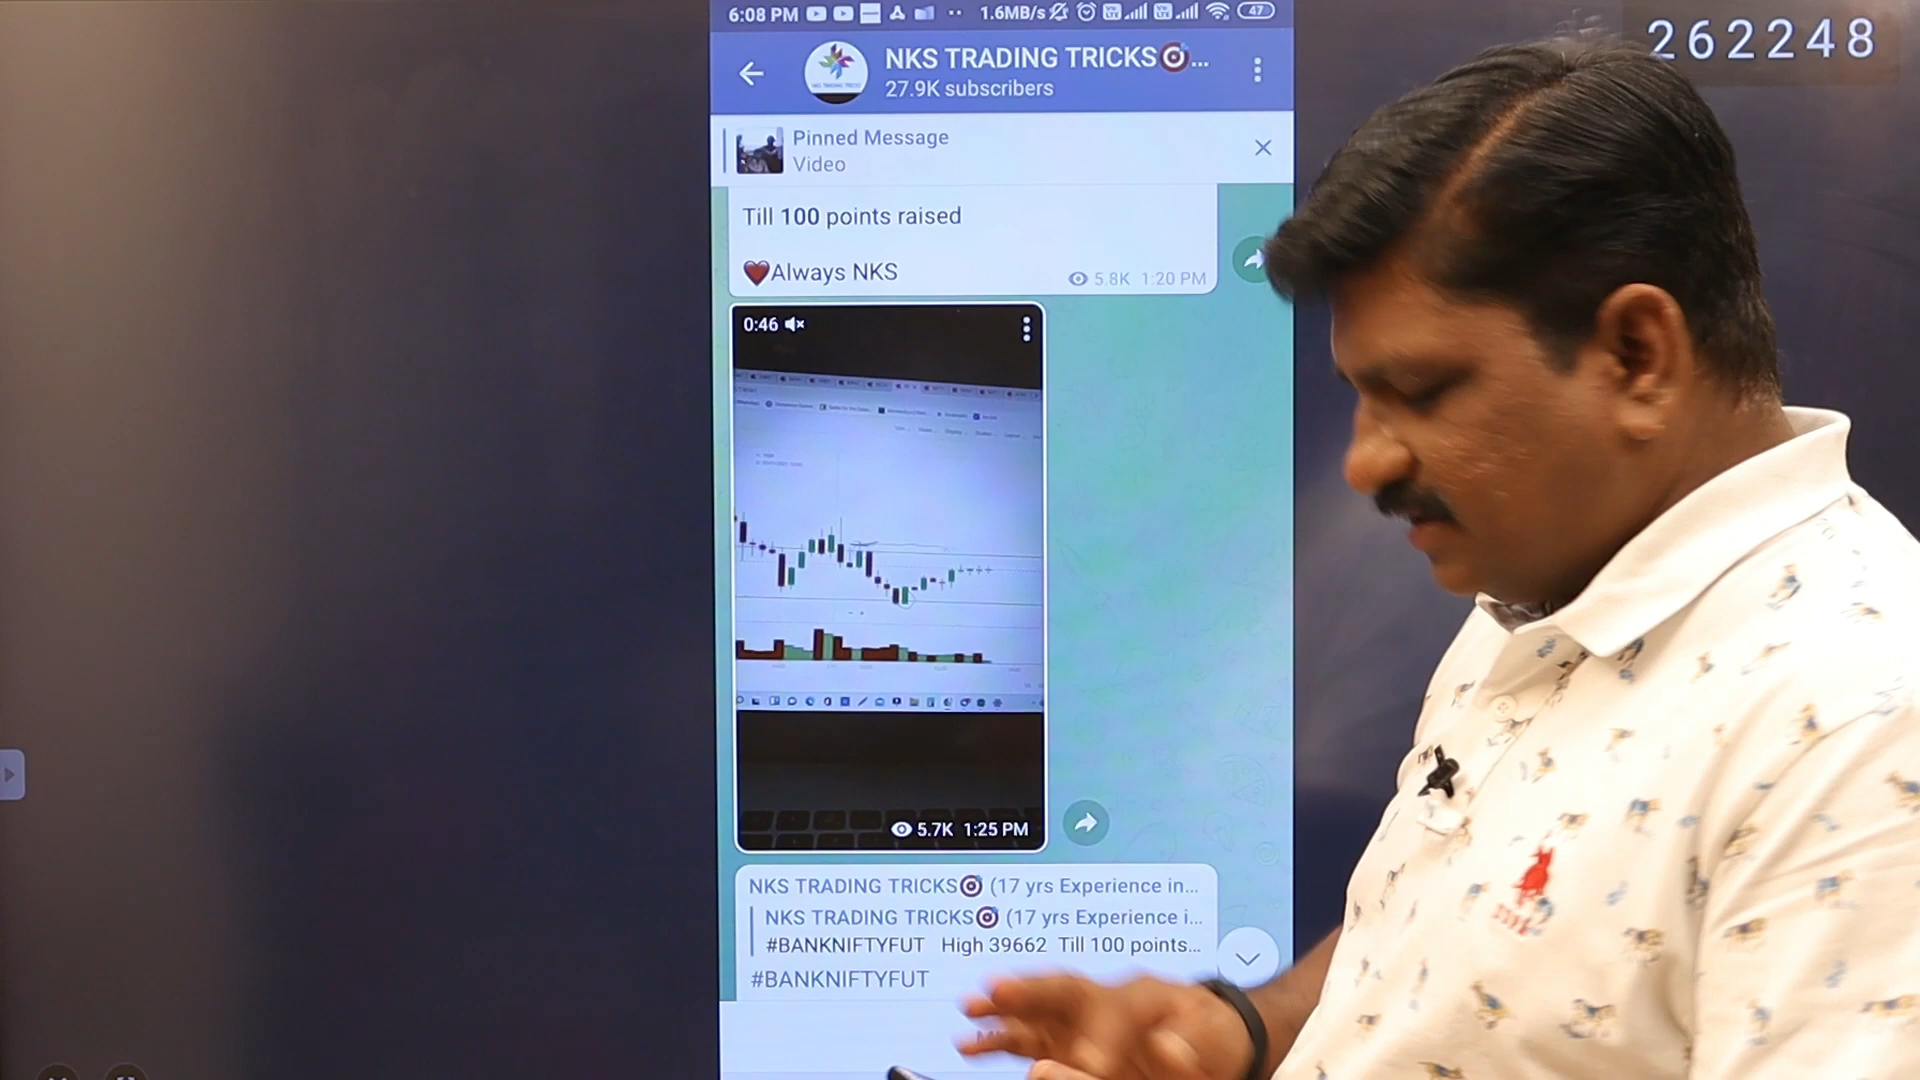 6:08 PM
1.6MB/s
47
262248
NKS TRADING TRICKS🎯...
27.9K subscribers
Pinned Message
Video
Till 100 points raised
❤Always NKS
5.8K 1:20 PM
0:46
5.7K 1:25 PM
NKS TRADING TRICKS🎯 (17 yrs Experience in...
NKS TRADING TRICKS🎯 (17 yrs Experience i...
#BANKNIFTYFUT High 39662 Till 100 points...
#BANKNIFTYFUT